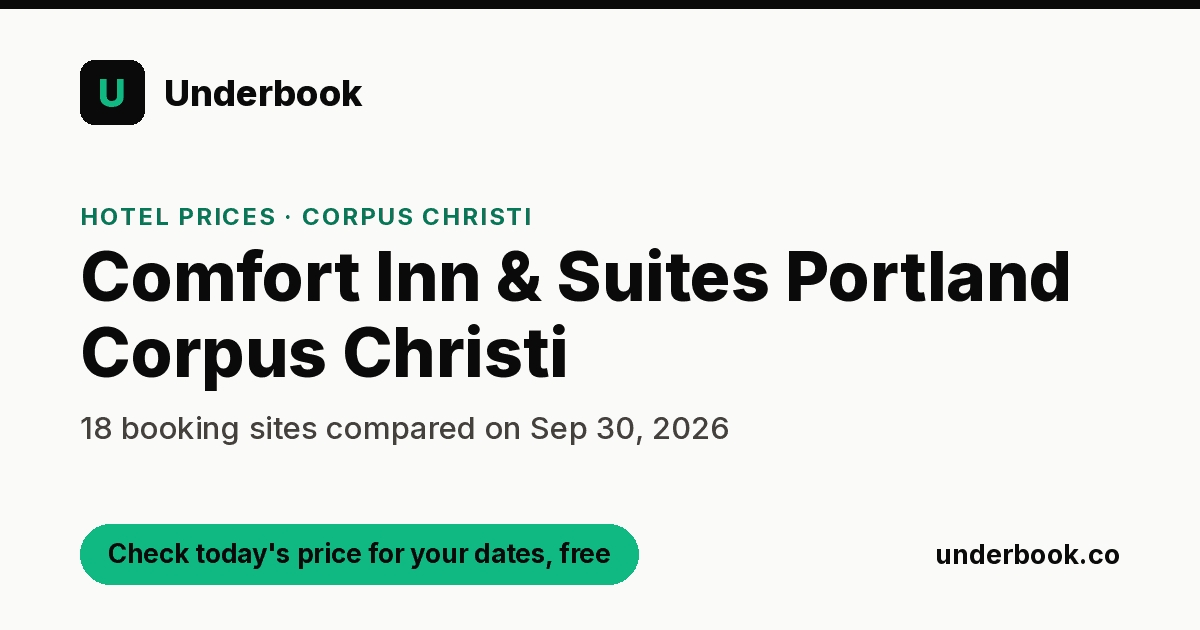 U
Underbook
HOTEL PRICES · CORPUS CHRISTI
Comfort Inn & Suites Portland
Corpus Christi
18 booking sites compared on Sep 30, 2026
Check today's price for your dates, free
underbook.co